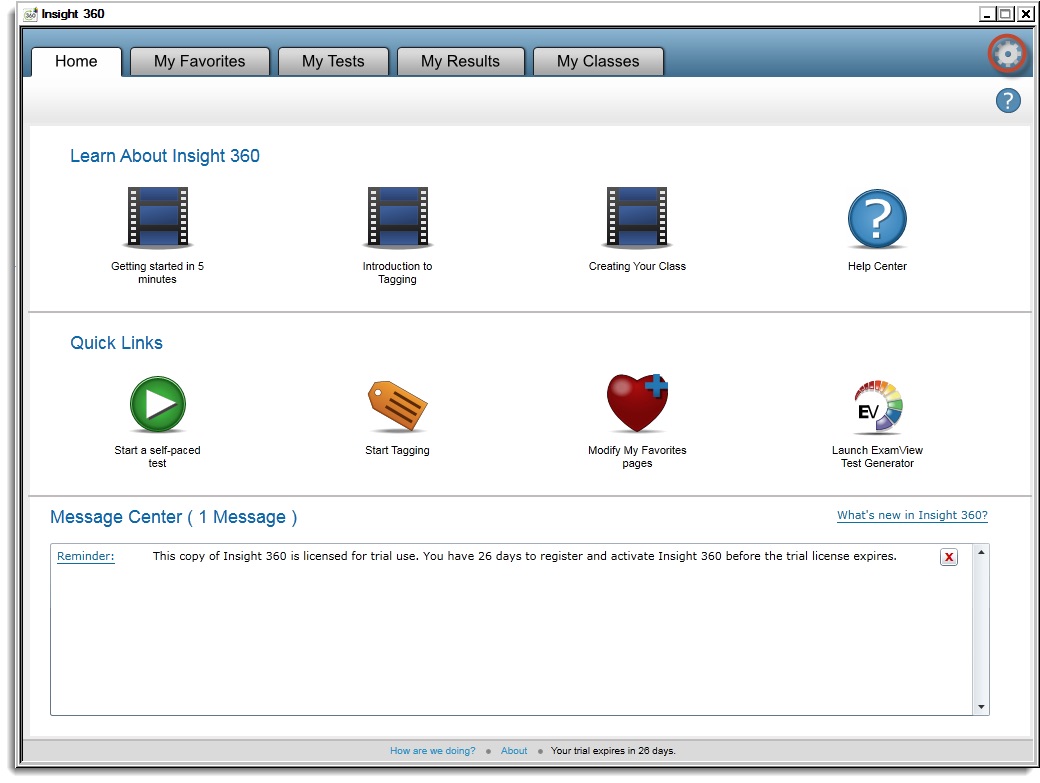 Insight 360
Home
My Favorites
My Tests
My Results
My Classes
?
Learn About Insight 360
Getting started in 5
minutes
Introduction to
Tagging
Creating Your Class
?
Help Center
Quick Links
Start a self-paced
test
Start Tagging
Modify My Favorites
pages
EV
Launch ExamView
Test Generator
Message Center ( 1 Message )
What's new in Insight 360?
Reminder:
This copy of Insight 360 is licensed for trial use. You have 26 days to register and activate Insight 360 before the trial license expires.
X
How are we doing? ● About ● Your trial expires in 26 days.